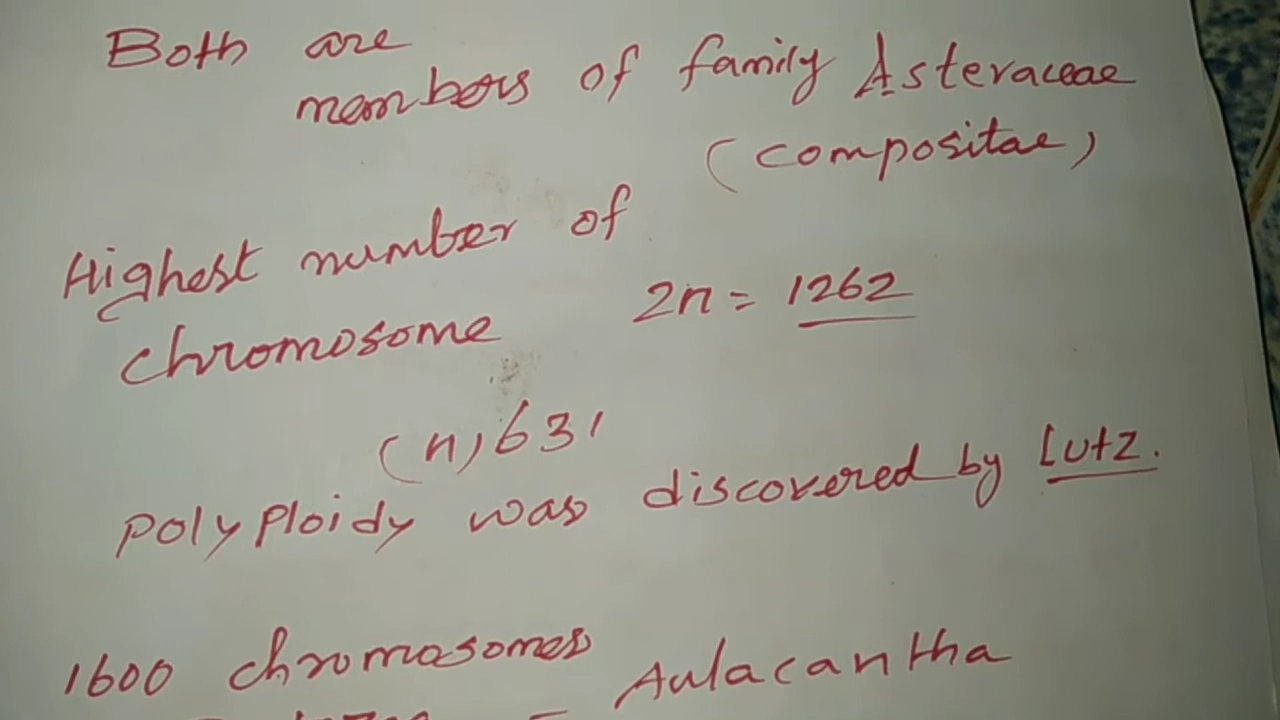 Both are
members of family Asteraceae
(compositae)
Highest number of
chromosome 2n = 1262
(n) 631
polyploidy was discovered by Lutz.
1600 chromosomes
Aulacantha